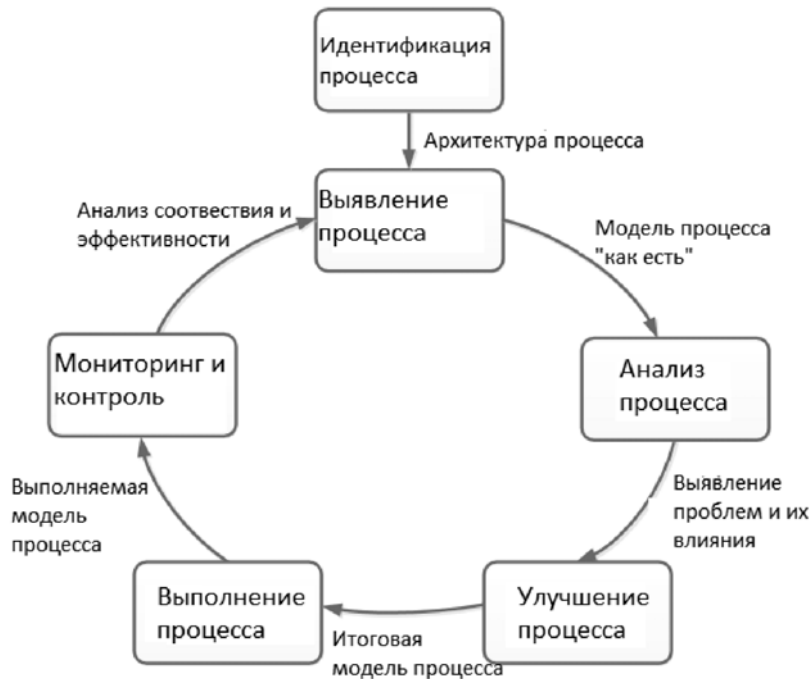 Идентификация
процесса
Архитектура процесса
Выявление
процесса
Анализ соотвествия и
эффективности
Модель процесса
"как есть"
Мониторинг и
контроль
Анализ
процесса
Выполняемая
модель
процесса
Выявление
проблем и их
влияния
Выполнение
процесса
Улучшение
процесса
Итоговая
модель процесса